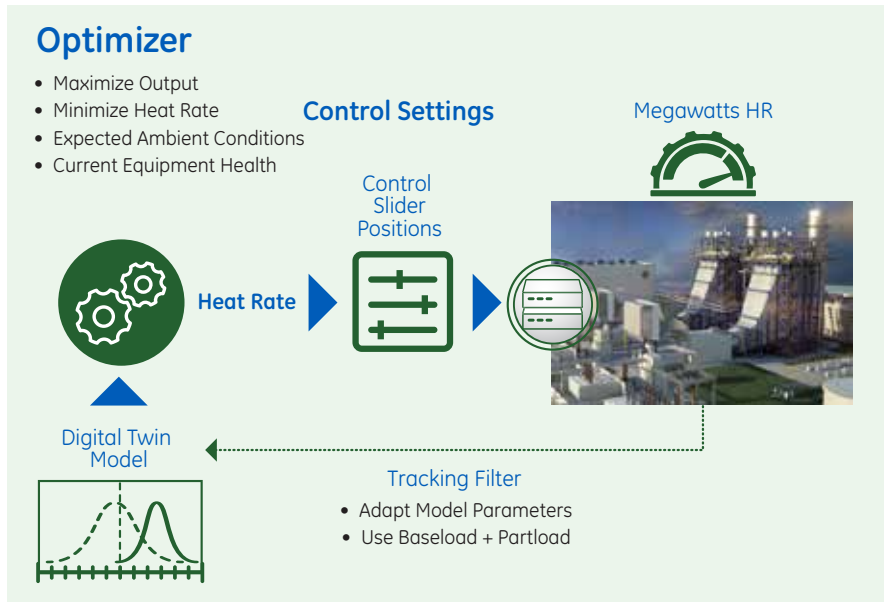 Optimizer
• Maximize Output
• Minimize Heat Rate
• Expected Ambient Conditions
• Current Equipment Health
Control Settings
Megawatts HR
Control
Slider
Positions
Heat Rate
Digital Twin
Model
Tracking Filter
• Adapt Model Parameters
• Use Baseload + Partload